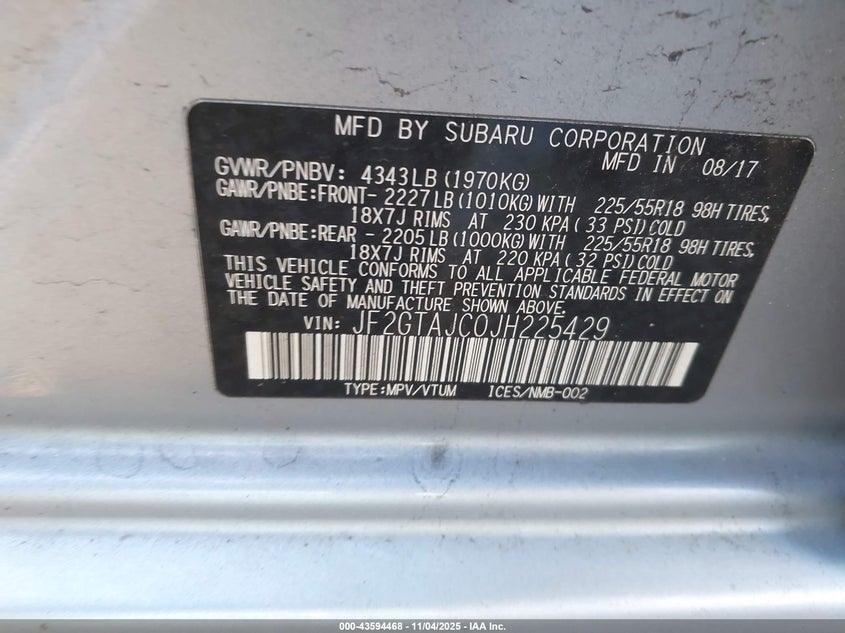 MFD BY SUBARU CORPORATION
MFD IN 08/17
GVWR/PNBV: 4343LB (1970KG)
GAWR/PNBE:FRONT- 2227LB (1010KG) WITH 225/55R18 98H TIRES,
18X7J RIMS AT 230 KPA ( 33 PSI) COLD
GAWR/PNBE:REAR - 2205LB (1000KG) WITH 225/55R18 98H TIRES,
18X7J RIMS AT 220 KPA ( 32 PSI) COLD
THIS VEHICLE CONFORMS TO ALL APPLICABLE FEDERAL MOTOR
VEHICLE SAFETY AND THEFT PREVENTION STANDARDS IN EFFECT ON
THE DATE OF MANUFACTURE SHOWN ABOVE.
VIN: JF2GTAJC0JH225429
TYPE:MPV/VTUM ICES/NMB-002
000-43594468 - 11/04/2025 - IAA Inc.